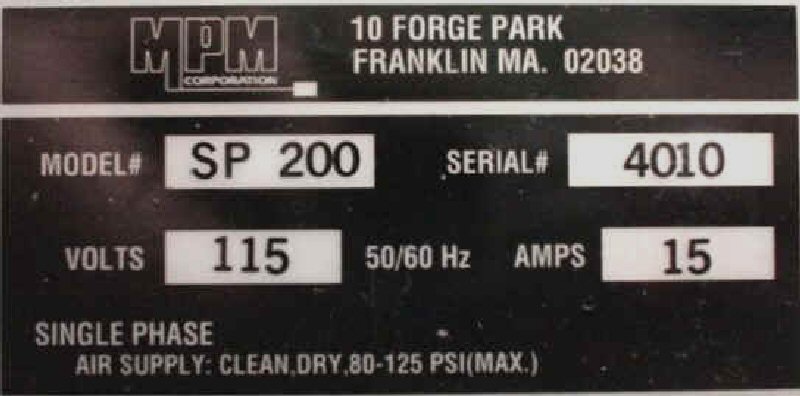 MPM
CORPORATION
10 FORGE PARK
FRANKLIN MA. 02038
MODEL# SP 200 SERIAL# 4010
VOLTS 115 50/60 Hz AMPS 15
SINGLE PHASE
AIR SUPPLY: CLEAN,DRY,80-125 PSI(MAX.)